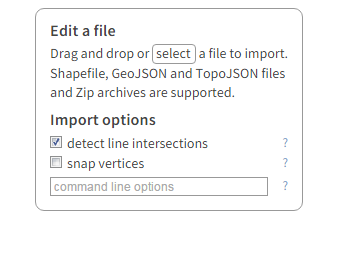 Edit a file
Drag and drop or select a file to import.
Shapefile, GeoJSON and TopoJSON files
and Zip archives are supported.
Import options
detect line intersections ?
snap vertices ?
command line options ?